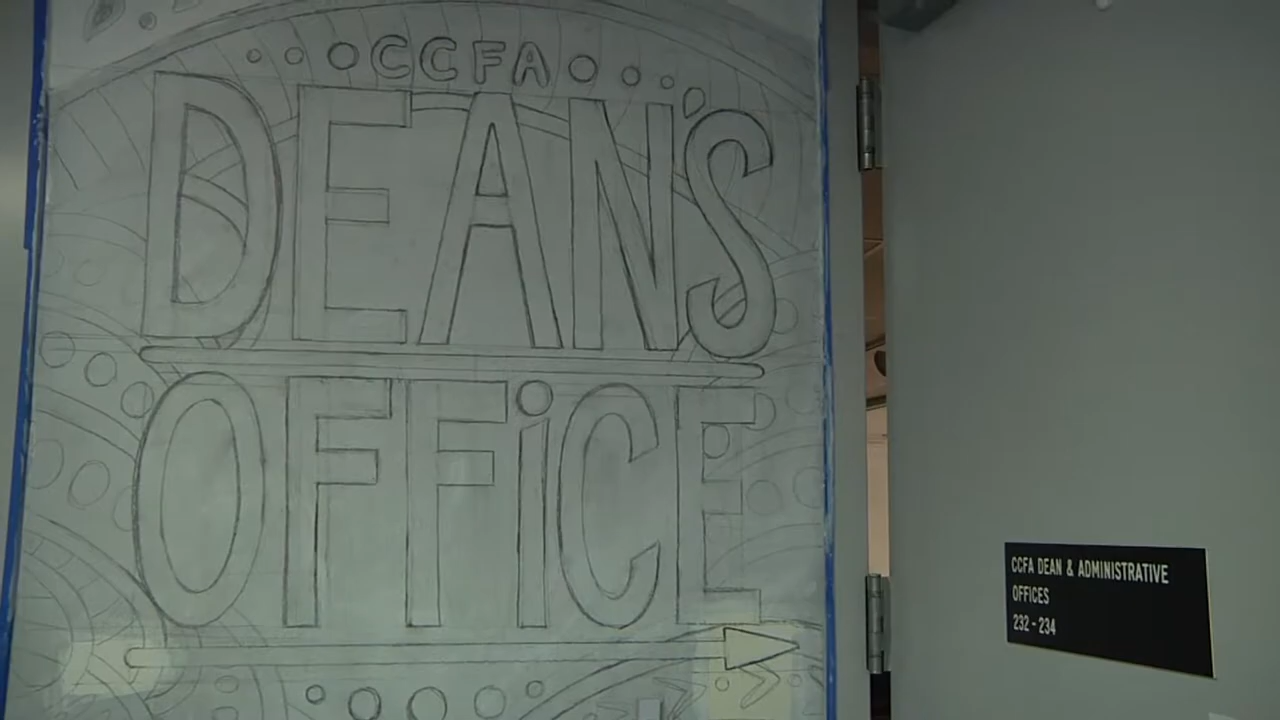 CCFA
DEAN'S
OFFiCE
CCFA DEAN & ADMINISTRATIVE
OFFICES
232 - 234